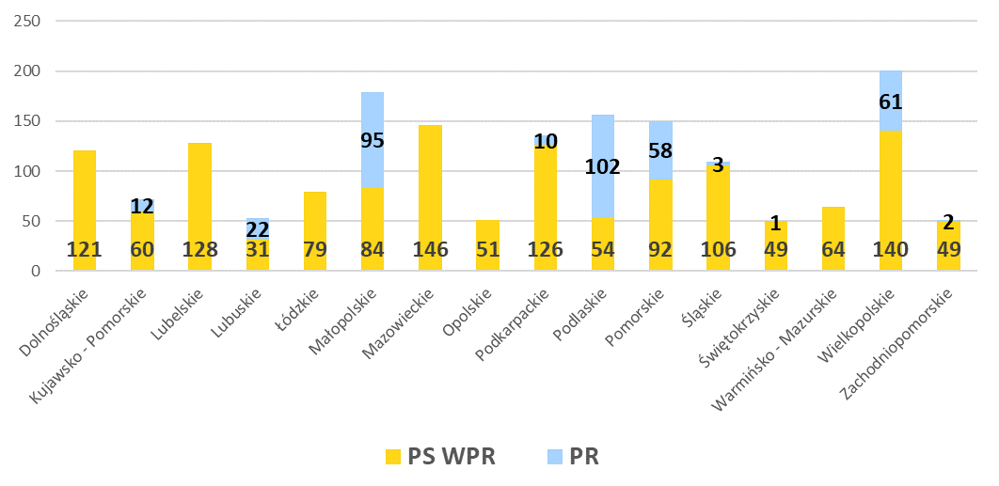 250
200
150
100
50
0
95
61
58
10
102
3
12
22
1
2
121 60 128 31 79 84 146 51 126 54 92 106 49 64 140 49
Dolnośląskie
Kujawsko - Pomorskie
Lubelskie
Lubuskie
Łódzkie
Małopolskie
Mazowieckie
Opolskie
Podkarpackie
Podlaskie
Pomorskie
Śląskie
Świętokrzyskie
Warmińsko - Mazurskie
Wielkopolskie
Zachodniopomorskie
PS WPR PR